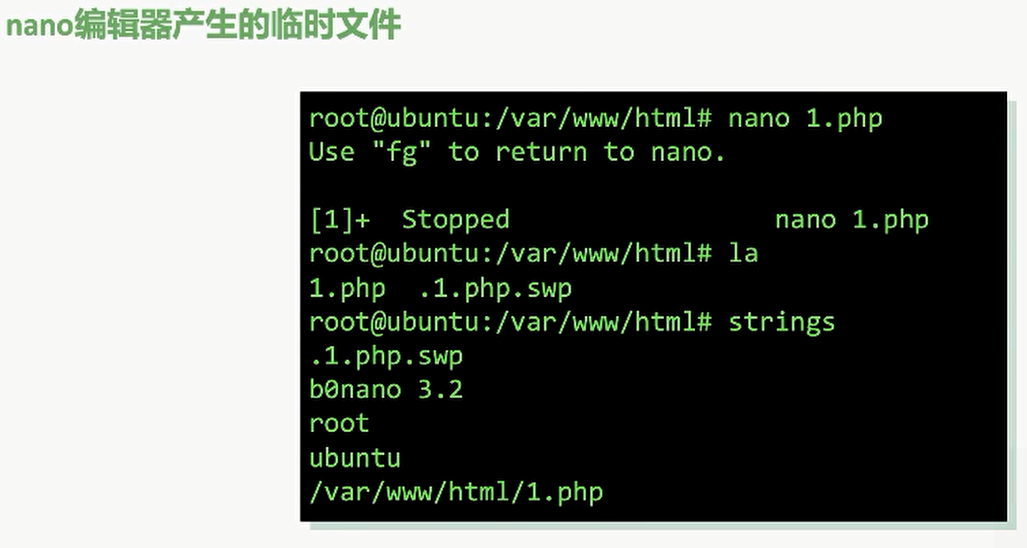 nano编辑器产生的临时文件
root@ubuntu:/var/www/html# nano 1.php
Use "fg" to return to nano.
[1]+  Stopped                 nano 1.php
root@ubuntu:/var/www/html# la
1.php  .1.php.swp
root@ubuntu:/var/www/html# strings
.1.php.swp
b0nano 3.2
root
ubuntu
/var/www/html/1.php